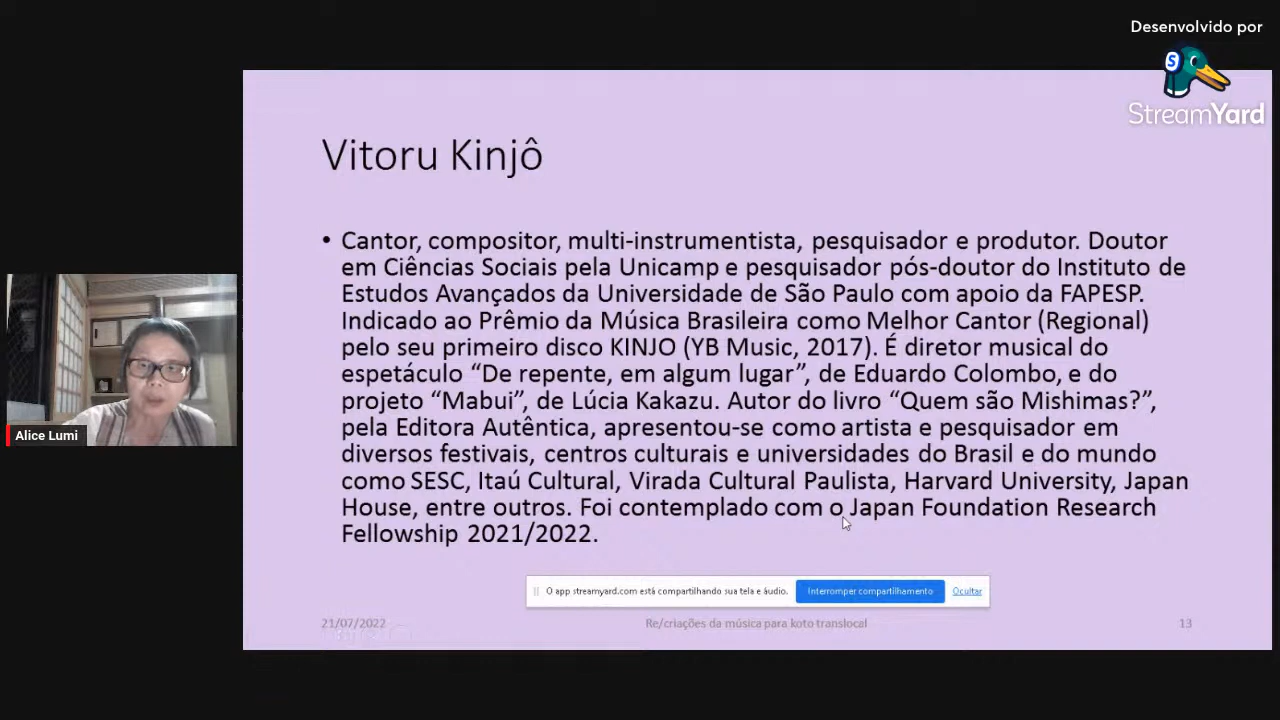 Desenvolvido por
StreamYard
Vitoru Kinjô
• Cantor, compositor, multi-instrumentista, pesquisador e produtor. Doutor
em Ciências Sociais pela Unicamp e pesquisador pós-doutor do Instituto de
Estudos Avançados da Universidade de São Paulo com apoio da FAPESP.
Indicado ao Prêmio da Música Brasileira como Melhor Cantor (Regional)
pelo seu primeiro disco KINJO (YB Music, 2017). É diretor musical do
espetáculo “De repente, em algum lugar”, de Eduardo Colombo, e do
projeto “Mabui”, de Lúcia Kakazu. Autor do livro “Quem são Mishimas?”,
pela Editora Autêntica, apresentou-se como artista e pesquisador em
diversos festivais, centros culturais e universidades do Brasil e do mundo
como SESC, Itaú Cultural, Virada Cultural Paulista, Harvard University, Japan
House, entre outros. Foi contemplado com o Japan Foundation Research
Fellowship 2021/2022.
Alice Lumi
O app streamyard.com está compartilhando sua tela e áudio. Interromper compartilhamento Ocultar
21/07/2022 Re/criações da música para koto translocal 13